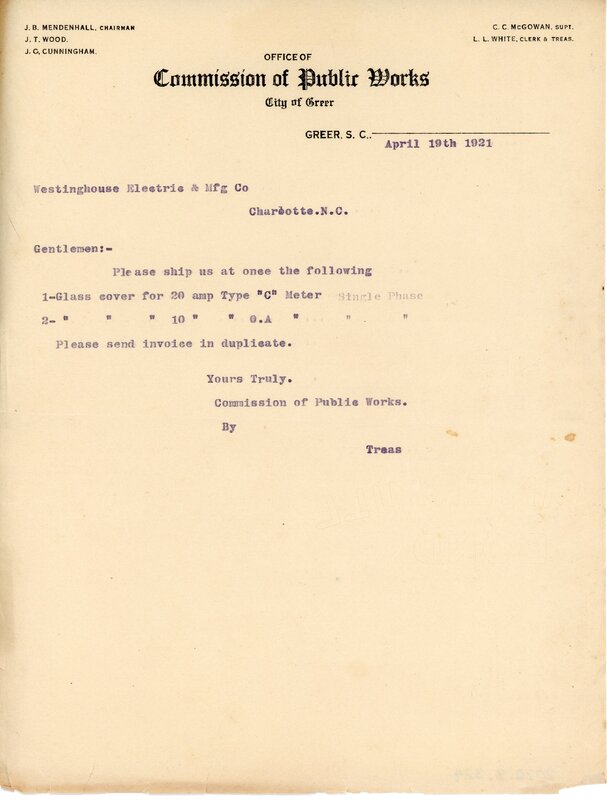 J. B. MENDENHALL, CHAIRMAN
J. T. WOOD.
J. G. CUNNINGHAM.
C. C. McGOWAN, SUPT.
L. L. WHITE, CLERK & TREAS.
OFFICE OF
Commission of Public Works
City of Greer
GREER, S. C.,
April 19th 1921
Westinghouse Electric & Mfg Co
Charlotte.N.C.
Gentlemen:-
Please ship us at once the following
1-Glass cover for 20 amp Type "C" Meter Single Phase
2- " " " 10 " " O.A " " "
Please send invoice in duplicate.
Yours Truly.
Commission of Public Works.
By
Treas